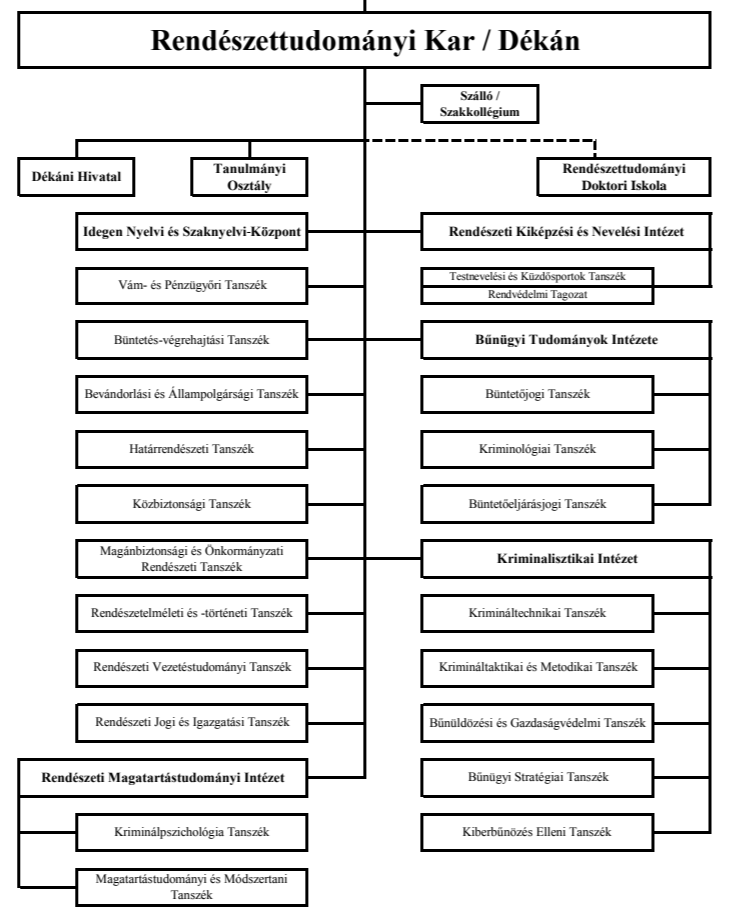 Rendészettudományi Kar / Dékán
Szálló /
Szakkollégium
Dékáni Hivatal
Tanulmányi
Osztály
Rendészettudományi
Doktori Iskola
Idegen Nyelvi és Szaknyelvi-Központ
Rendészeti Kiképzési és Nevelési Intézet
Vám- és Pénzügyőri Tanszék
Testnevelési és Küzdősportok Tanszék
Rendvédelmi Tagozat
Büntetés-végrehajtási Tanszék
Bűnügyi Tudományok Intézete
Bevándorlási és Állampolgársági Tanszék
Büntetőjogi Tanszék
Határrendészeti Tanszék
Kriminológiai Tanszék
Közbiztonsági Tanszék
Büntetőeljárásjogi Tanszék
Magánbiztonsági és Önkormányzati
Rendészeti Tanszék
Kriminalisztikai Intézet
Rendészetelméleti és -történeti Tanszék
Krimináltechnikai Tanszék
Rendészeti Vezetéstudományi Tanszék
Krimináltaktikai és Metodikai Tanszék
Rendészeti Jogi és Igazgatási Tanszék
Bűnüldözési és Gazdaságvédelmi Tanszék
Rendészeti Magatartástudományi Intézet
Bűnügyi Stratégiai Tanszék
Kriminálpszichológia Tanszék
Kiberbűnözés Elleni Tanszék
Magatartástudományi és Módszertani
Tanszék